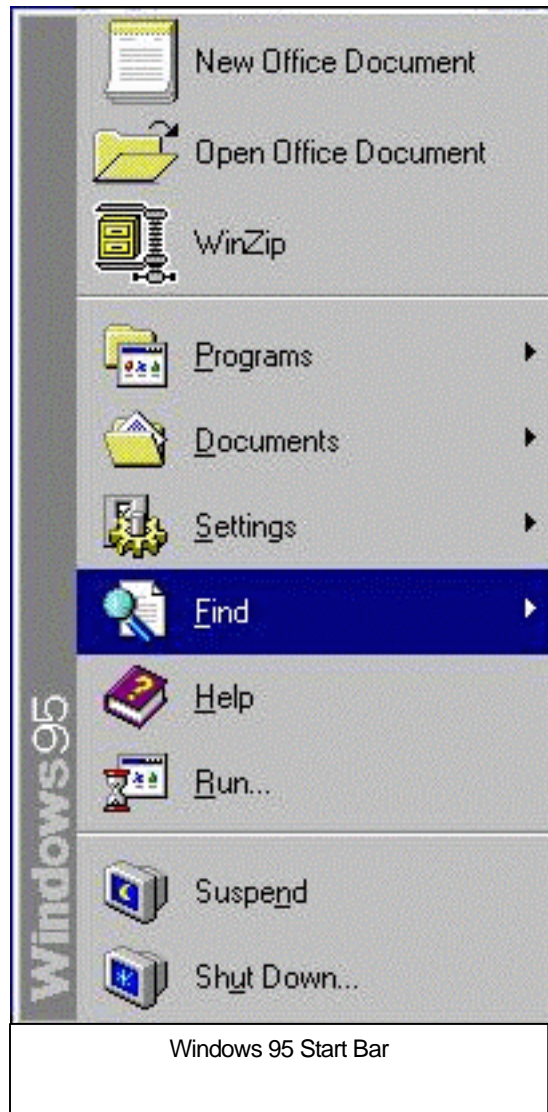 New Office Document
Open Office Document
WinZip
Programs
Documents
Settings
Find
Help
Run...
Suspend
Shut Down...
Windows95
Windows 95 Start Bar